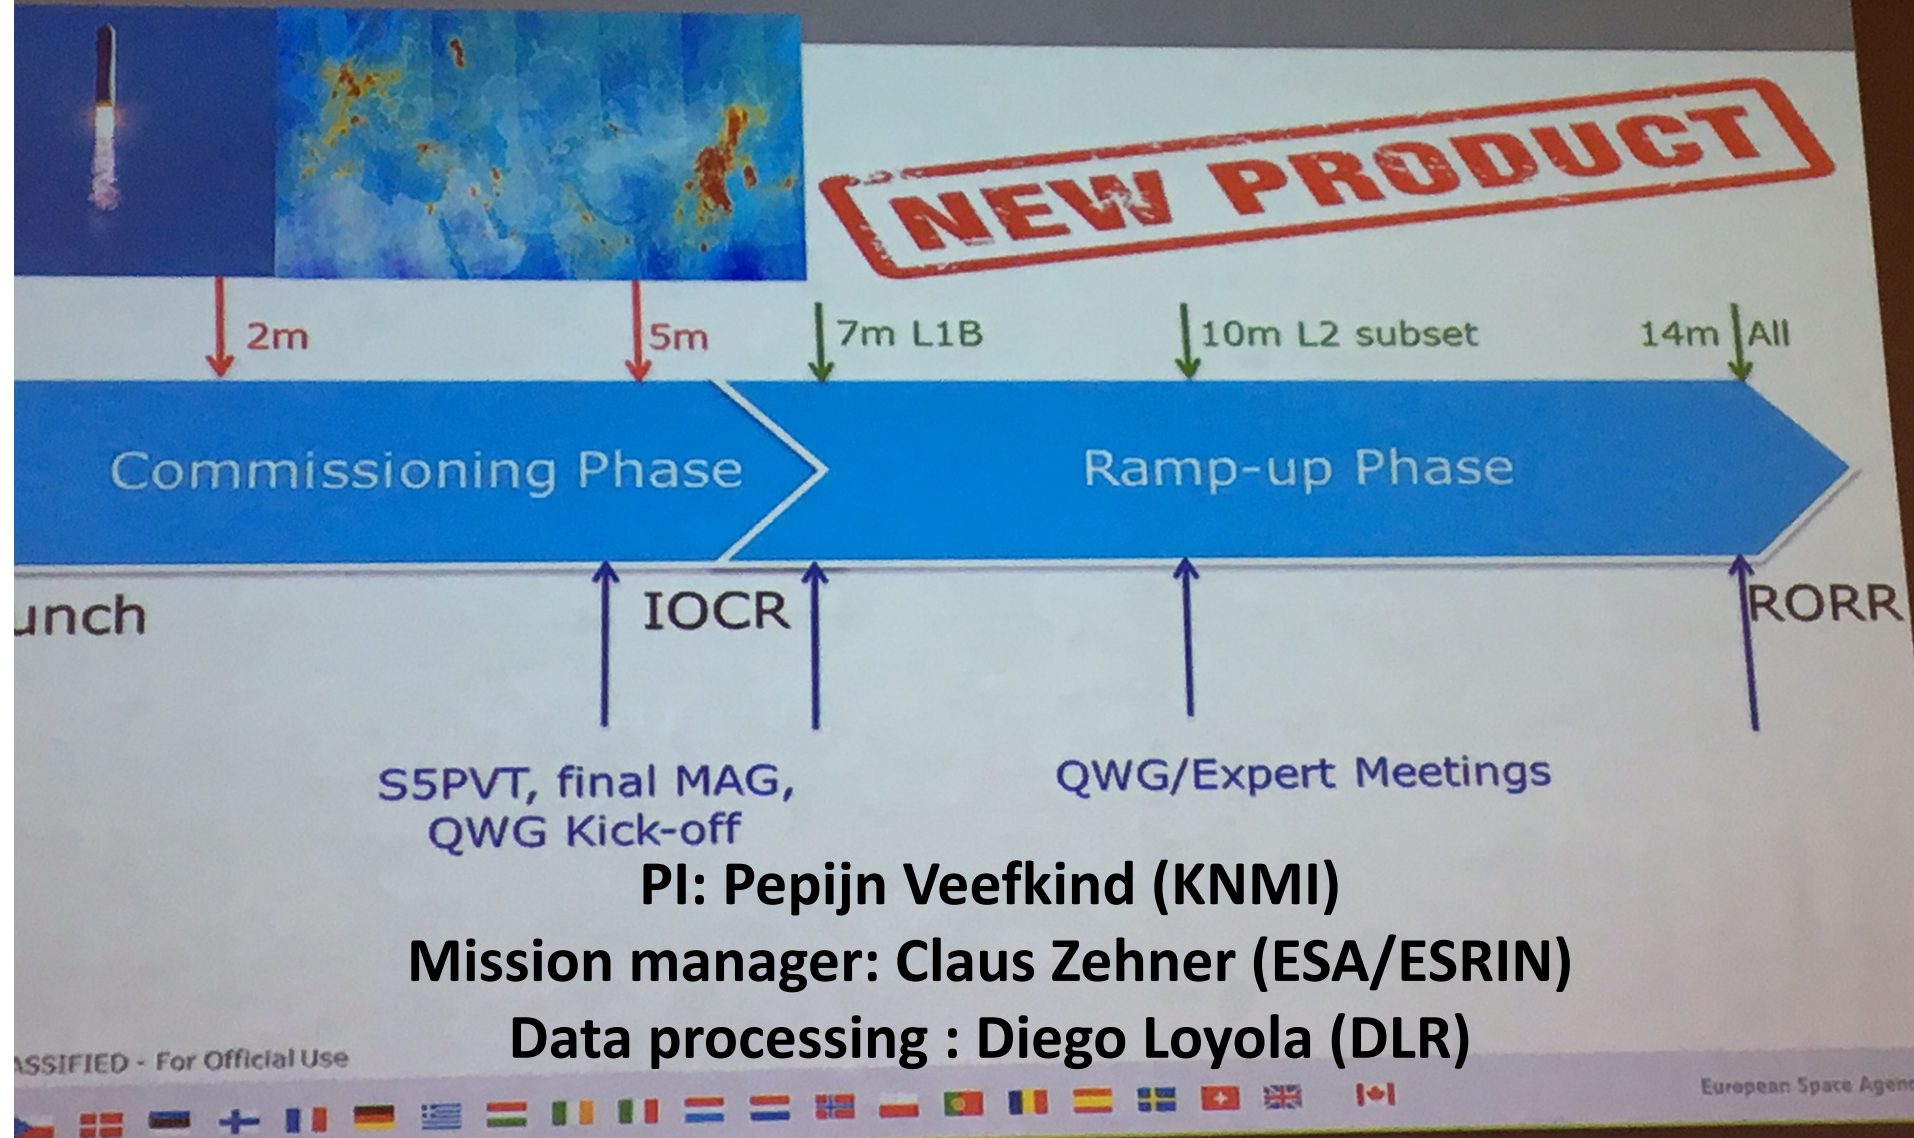 NEW PRODUCT
2m
5m
7m L1B
10m L2 subset
14m All
Commissioning Phase
Ramp-up Phase
unch
IOCR
RORR
S5PVT, final MAG,
QWG Kick-off
QWG/Expert Meetings
PI: Pepijn Veefkind (KNMI)
Mission manager: Claus Zehner (ESA/ESRIN)
Data processing : Diego Loyola (DLR)
ASSIFIED - For Official Use
European Space Agenc